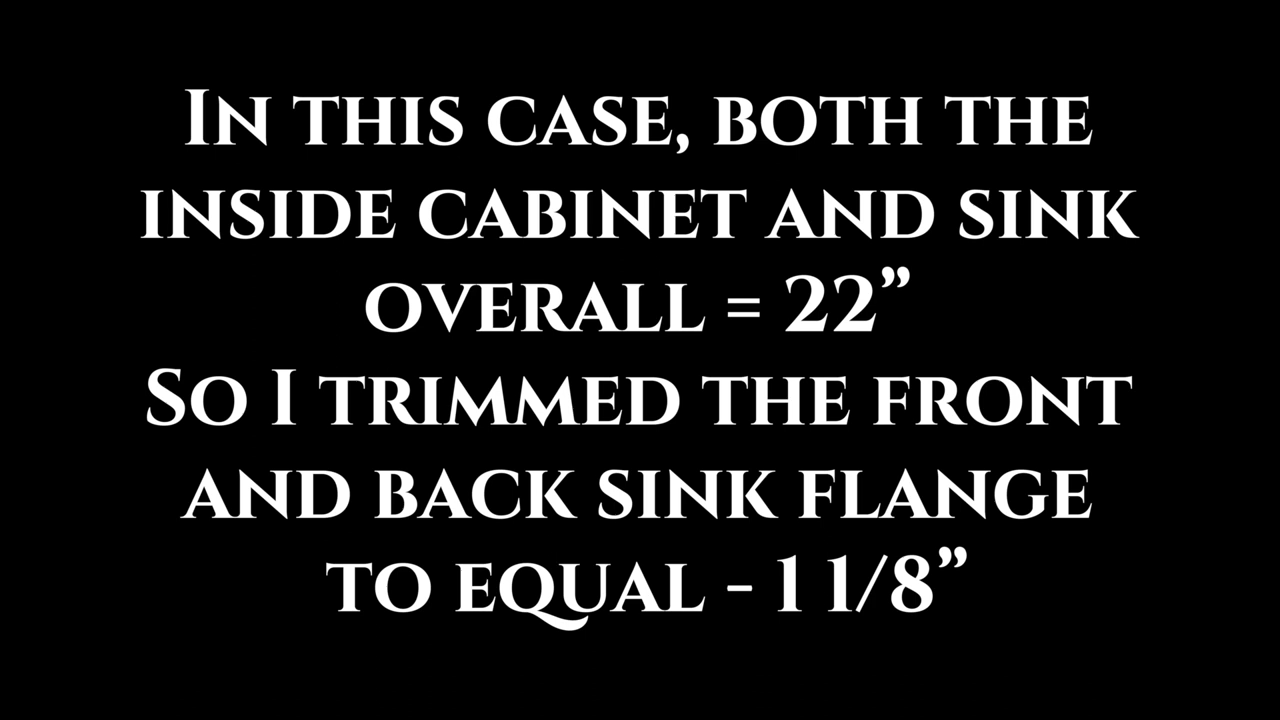 In this case, both the
inside cabinet and sink
overall = 22”
So I trimmed the front
and back sink flange
to equal - 1 1/8”